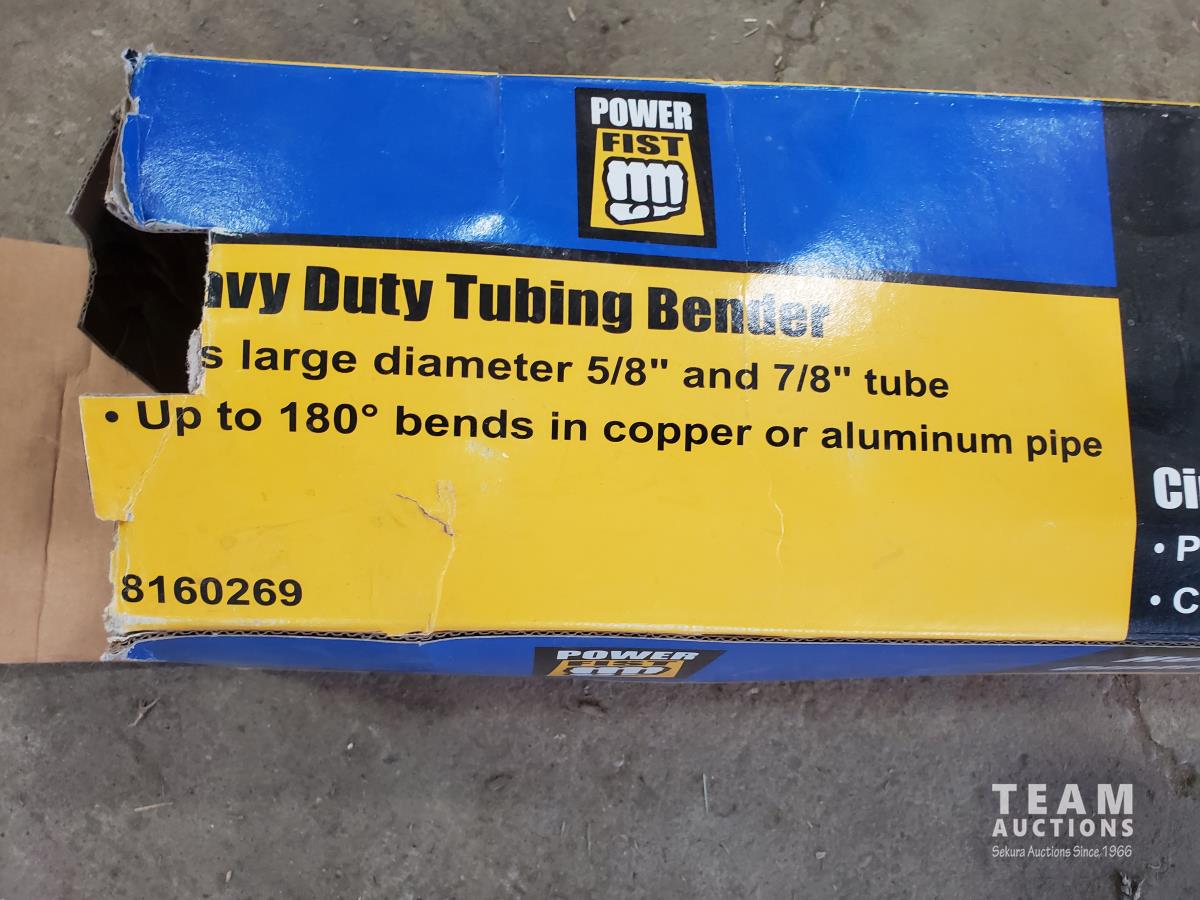 POWER
FIST
avy Duty Tubing Bender
s large diameter 5/8" and 7/8" tube
• Up to 180° bends in copper or aluminum pipe
8160269
Ci
• P
• C
POWER
FIST
TEAM
AUCTIONS
Sekura Auctions Since 1966